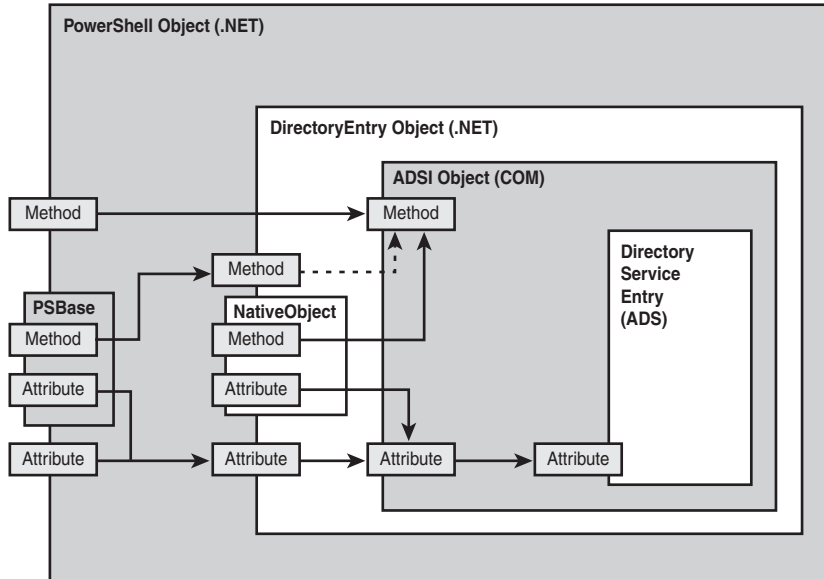 PowerShell Object (.NET)
DirectoryEntry Object (.NET)
ADSI Object (COM)
Method
Method
Directory
Service
Entry
(ADS)
Method
PSBase
NativeObject
Method
Method
Attribute
Attribute
Attribute
Attribute
Attribute
Attribute